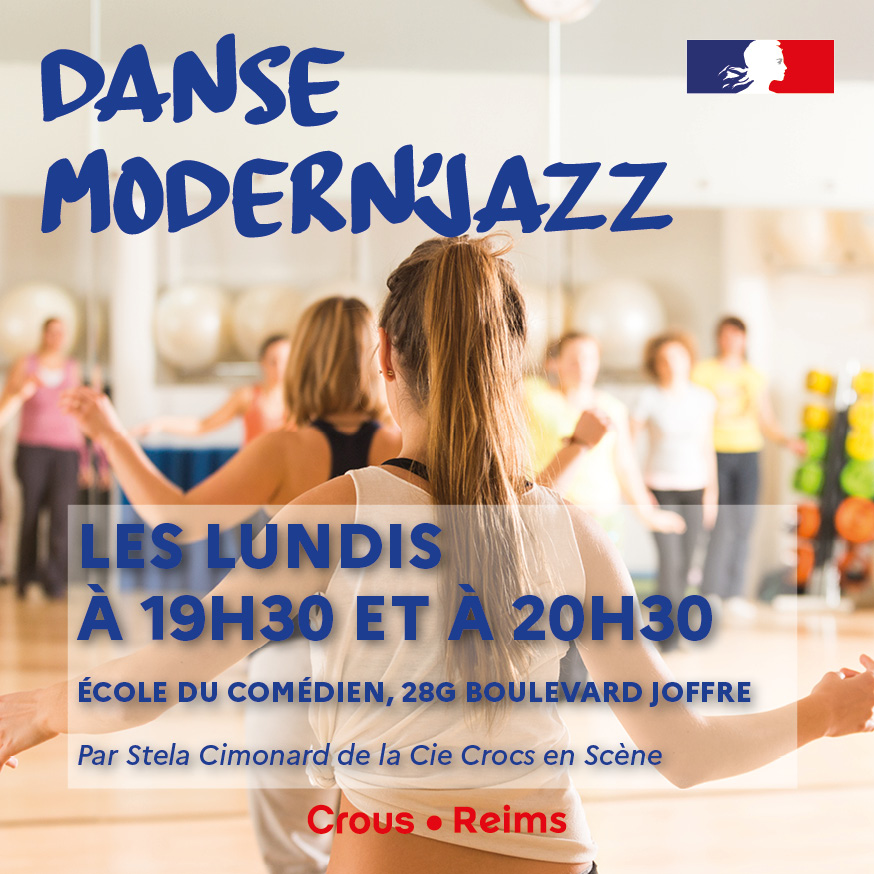 DANSE
MODERN'JAZZ
LES LUNDIS
À 19H30 ET À 20H30
ÉCOLE DU COMÉDIEN, 28G BOULEVARD JOFFRE
Par Stela Cimonard de la Cie Crocs en Scène
Crous • Reims